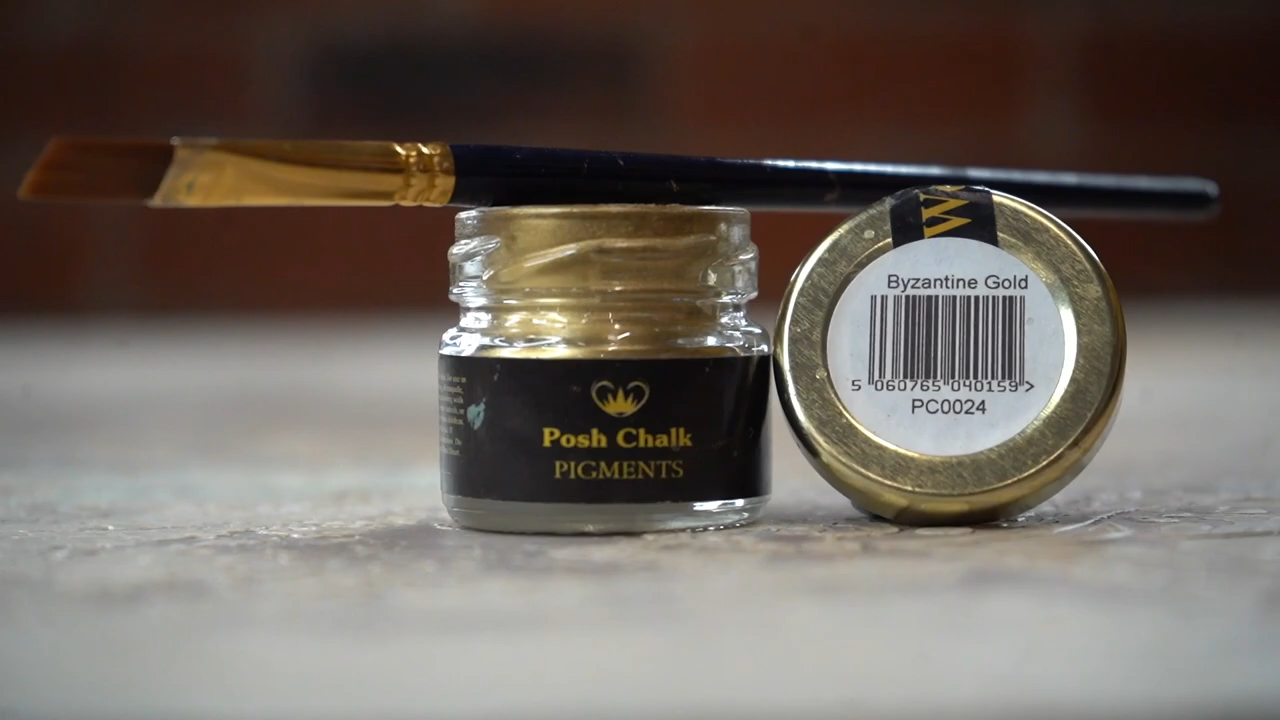 Posh Chalk
PIGMENTS
W
Byzantine Gold
5 060765 040159 >
PC0024